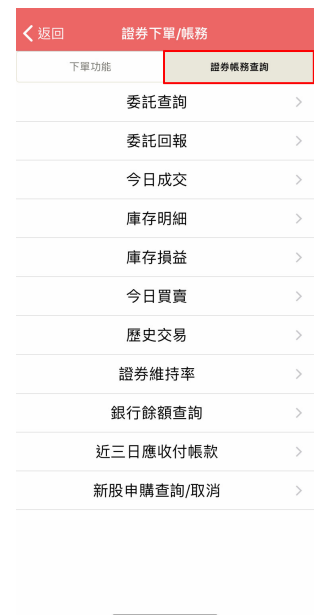 返回
證券下單/帳務
下單功能
證券帳務查詢
委託查詢
委託回報
今日成交
庫存明細
庫存損益
今日買賣
歷史交易
證券維持率
銀行餘額查詢
近三日應收付帳款
新股申購查詢/取消